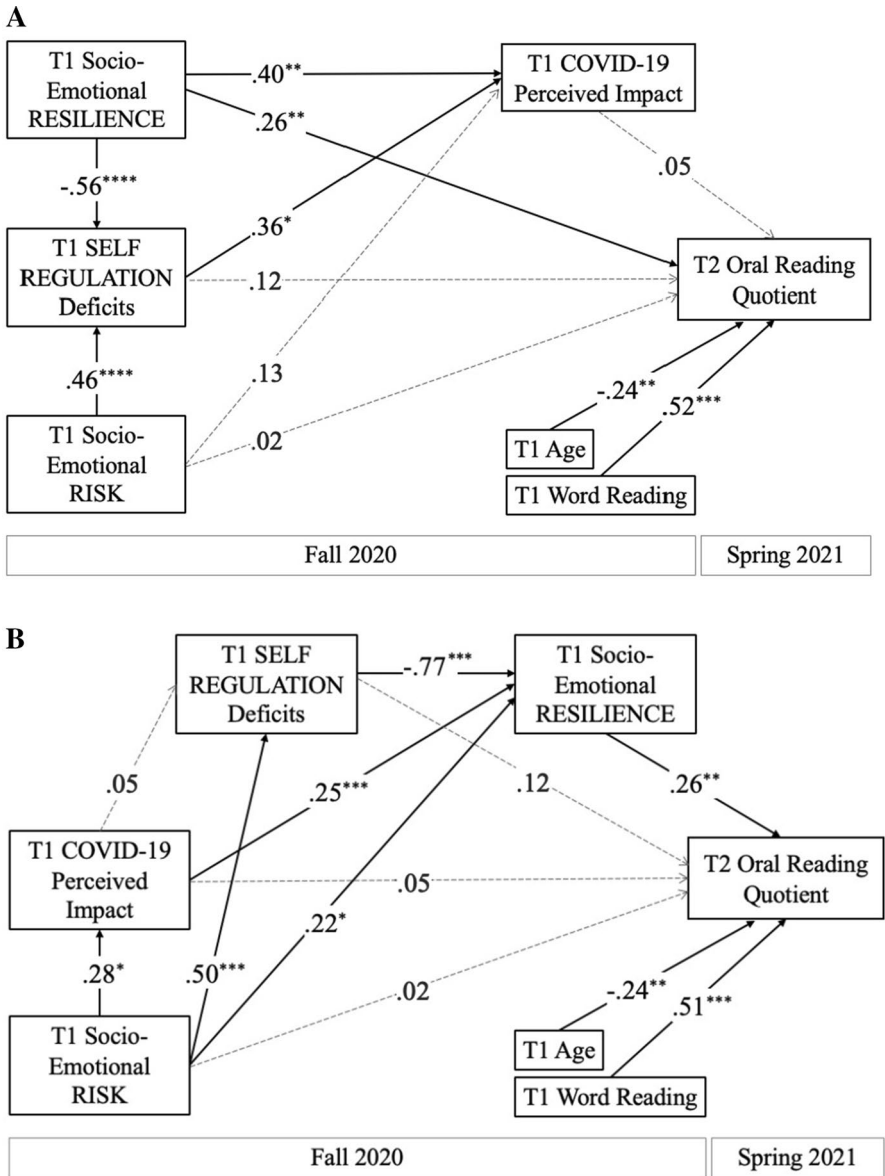 A
T1 Socio-
Emotional
RESILIENCE
T1 COVID-19
Perceived Impact
.40**
.26**
-.56****
.05
T1 SELF
REGULATION
Deficits
.36*
.12
T2 Oral Reading
Quotient
.46****
.13
-.24**
.52***
T1 Socio-
Emotional
RISK
.02
T1 Age
T1 Word Reading
Fall 2020
Spring 2021
B
T1 SELF
REGULATION
Deficits
-.77***
T1 Socio-
Emotional
RESILIENCE
.05
.25***
.12
.26**
T1 COVID-19
Perceived
Impact
.05
T2 Oral Reading
Quotient
.22*
.28*
.50***
.02
-.24**
.51***
T1 Socio-
Emotional
RISK
T1 Age
T1 Word Reading
Fall 2020
Spring 2021